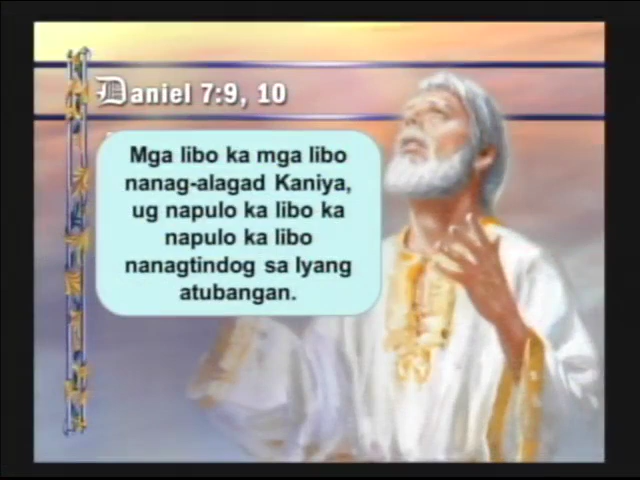 Daniel 7:9, 10
Mga libo ka mga libo
nanag-alagad Kaniya,
ug napulo ka libo ka
napulo ka libo
nanagtindog sa Iyang
atubangan.